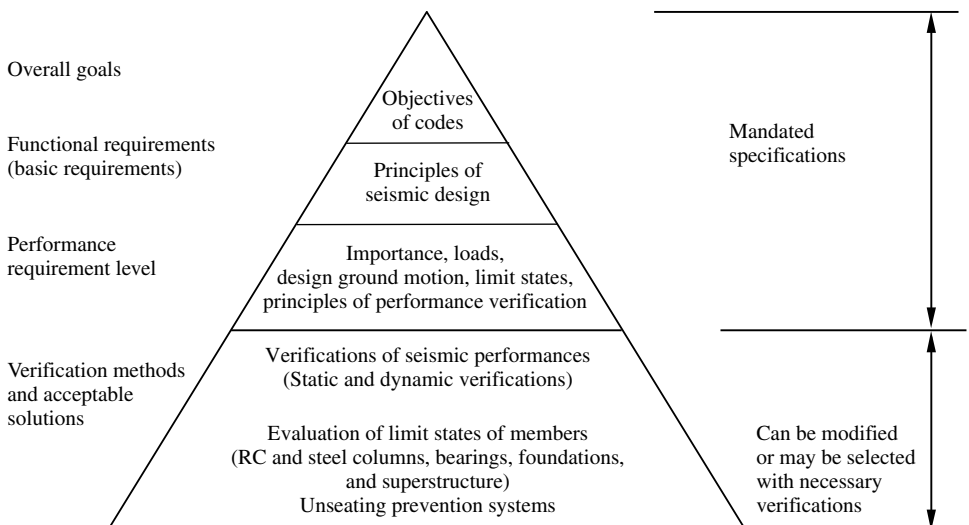 Overall goals
Functional requirements
(basic requirements)
Performance
requirement level
Verification methods
and acceptable
solutions
Objectives
of codes
Principles of
seismic design
Importance, loads,
design ground motion, limit states,
principles of performance verification
Verifications of seismic performances
(Static and dynamic verifications)
Evaluation of limit states of members
(RC and steel columns, bearings, foundations,
and superstructure)
Unseating prevention systems
Mandated
specifications
Can be modified
or may be selected
with necessary
verifications